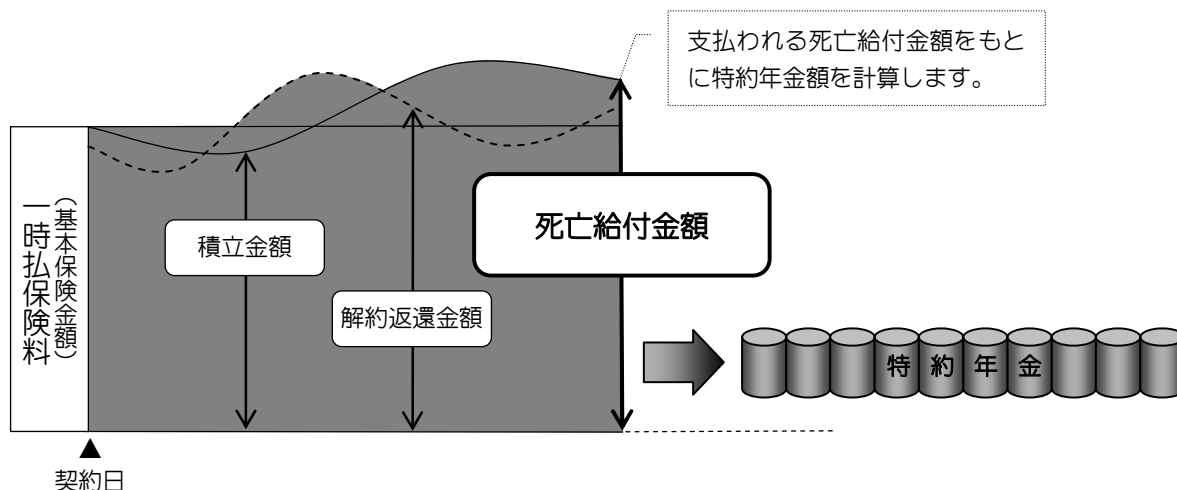 支払われる死亡給付金額をもと
に特約年金額を計算します。
一時払保険料
（基本保険金額）
積立金額
解約返還金額
死亡給付金額
特約年金
▲
契約日